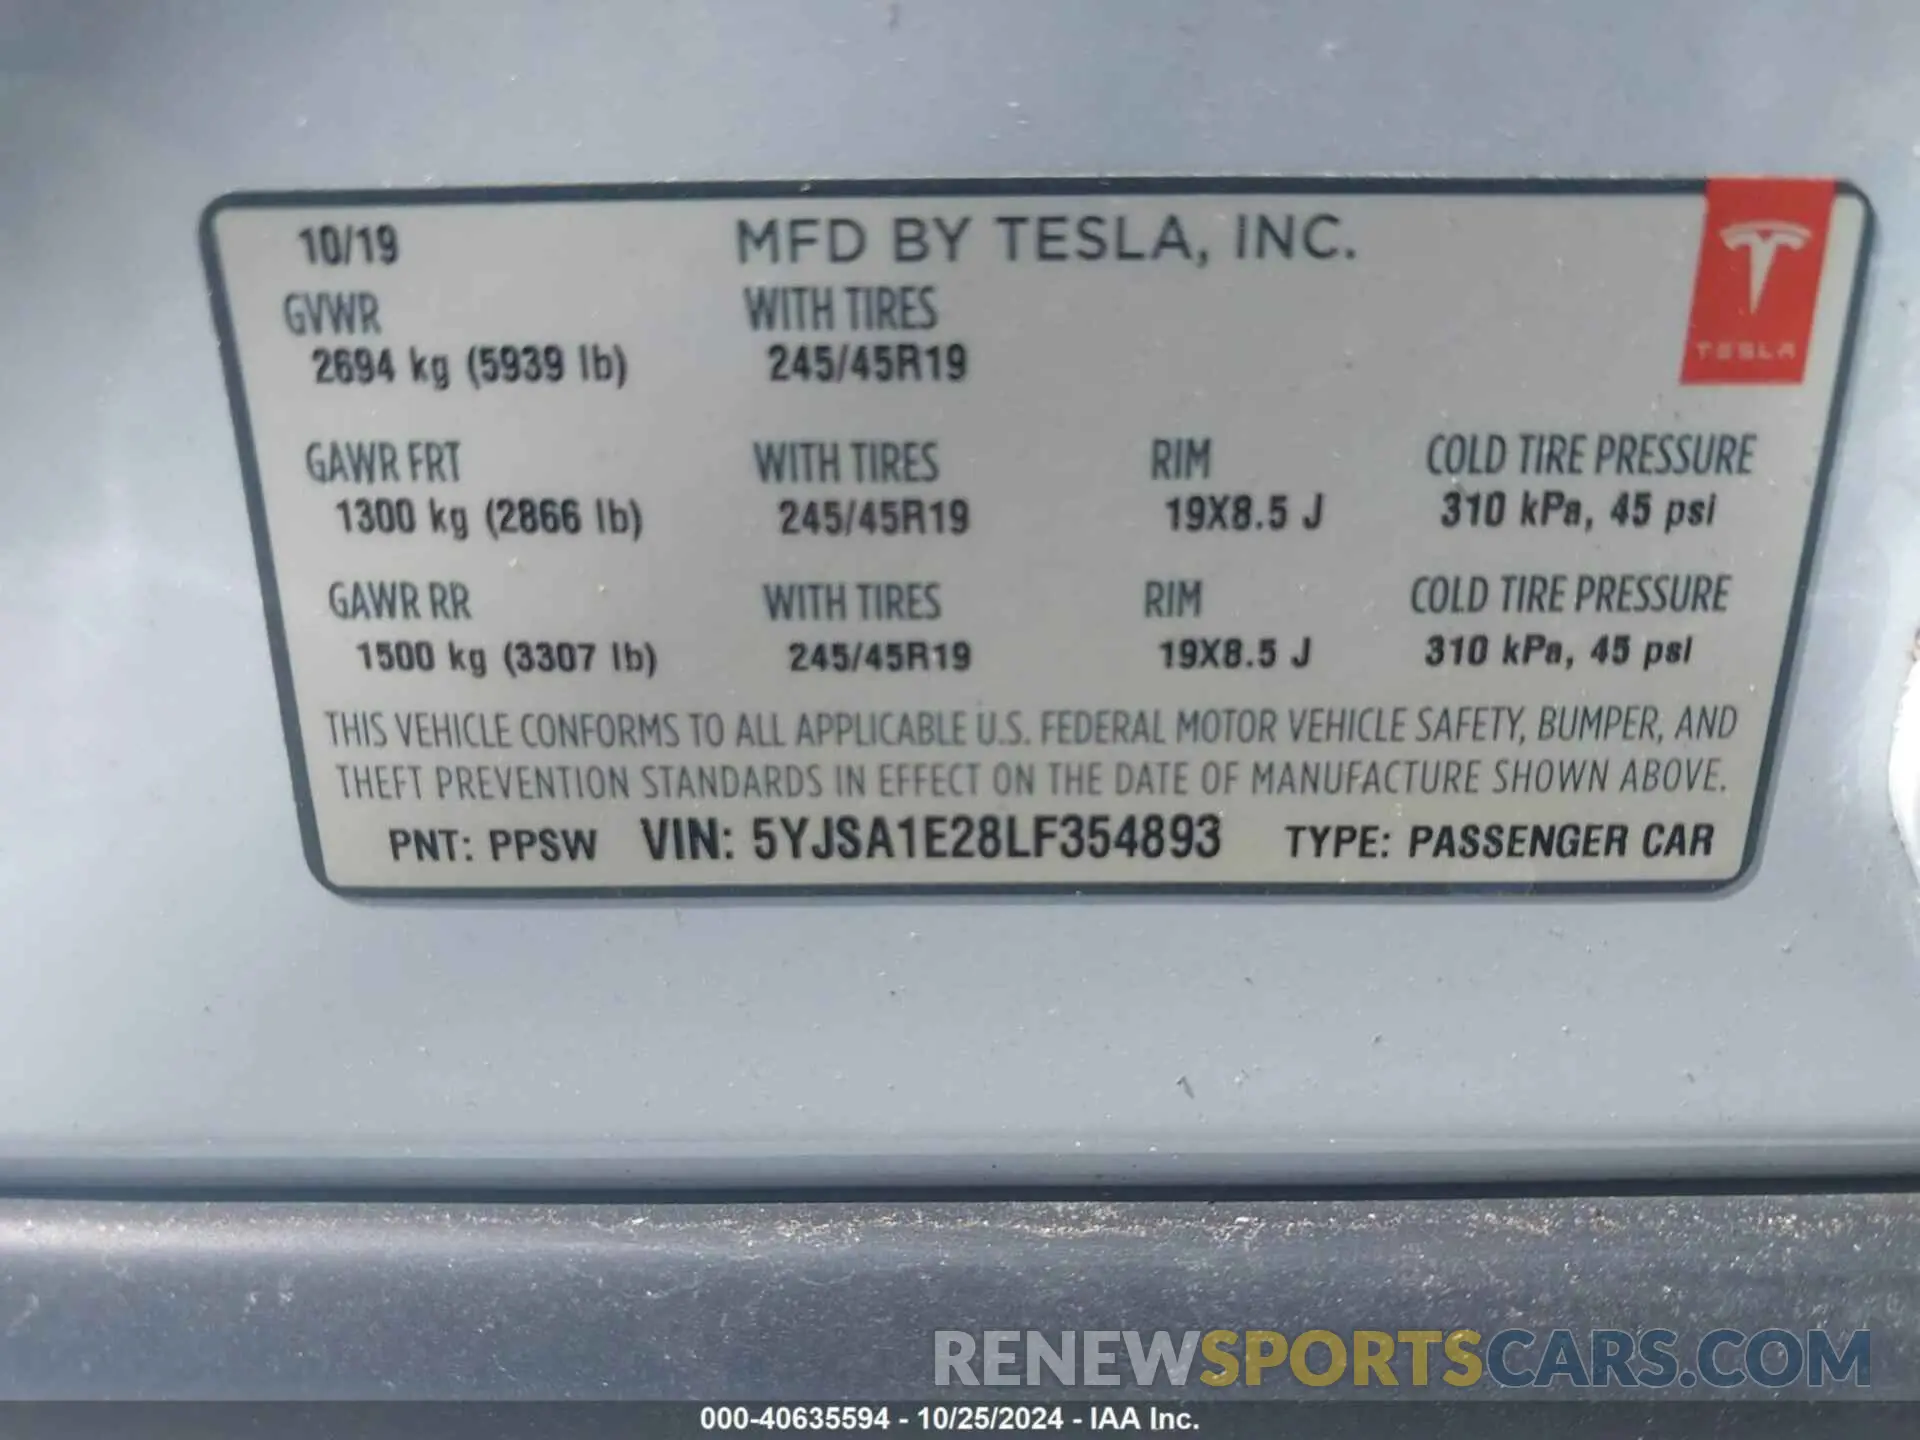 10/19 MFD BY TESLA, INC.
TESLA
GVWR WITH TIRES
2694 kg (5939 lb) 245/45R19
GAWR FRT WITH TIRES RIM COLD TIRE PRESSURE
1300 kg (2866 lb) 245/45R19 19X8.5 J 310 kPa, 45 psi
GAWR RR WITH TIRES RIM COLD TIRE PRESSURE
1500 kg (3307 lb) 245/45R19 19X8.5 J 310 kPa, 45 psi
THIS VEHICLE CONFORMS TO ALL APPLICABLE U.S. FEDERAL MOTOR VEHICLE SAFETY, BUMPER, AND
THEFT PREVENTION STANDARDS IN EFFECT ON THE DATE OF MANUFACTURE SHOWN ABOVE.
PNT: PPSW VIN: 5YJSA1E28LF354893 TYPE: PASSENGER CAR
RENEWSPORTSCARS.COM
000-40635594 - 10/25/2024 - IAA Inc.